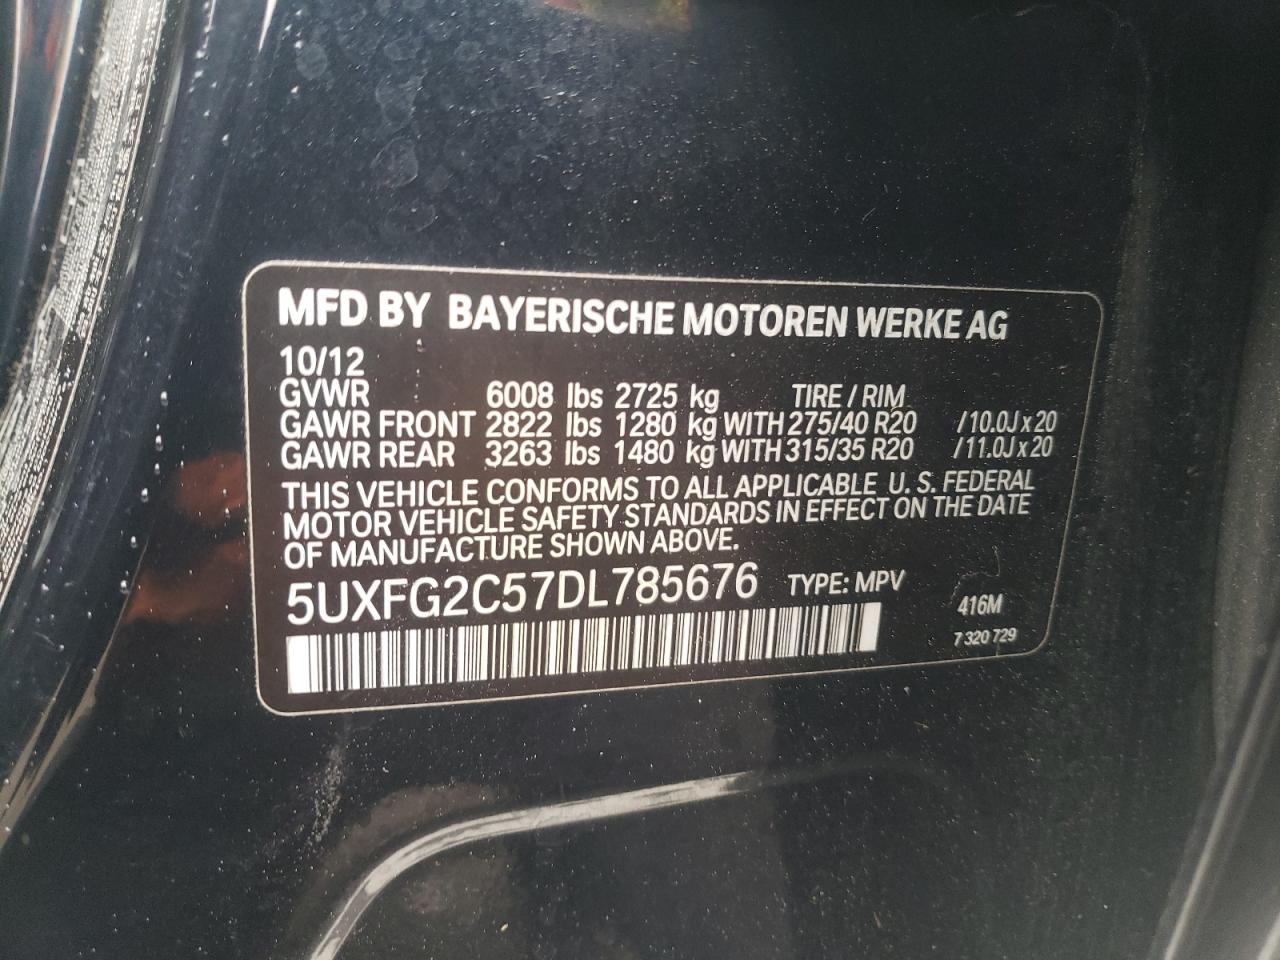 MFD BY BAYERISCHE MOTOREN WERKE AG
10/12
GVWR 6008 lbs 2725 kg TIRE / RIM
GAWR FRONT 2822 lbs 1280 kg WITH 275/40 R20 /10.0J x 20
GAWR REAR 3263 lbs 1480 kg WITH 315/35 R20 /11.0J x 20
THIS VEHICLE CONFORMS TO ALL APPLICABLE U. S. FEDERAL
MOTOR VEHICLE SAFETY STANDARDS IN EFFECT ON THE DATE
OF MANUFACTURE SHOWN ABOVE.
5UXFG2C57DL785676 TYPE: MPV
416M
7 320 729